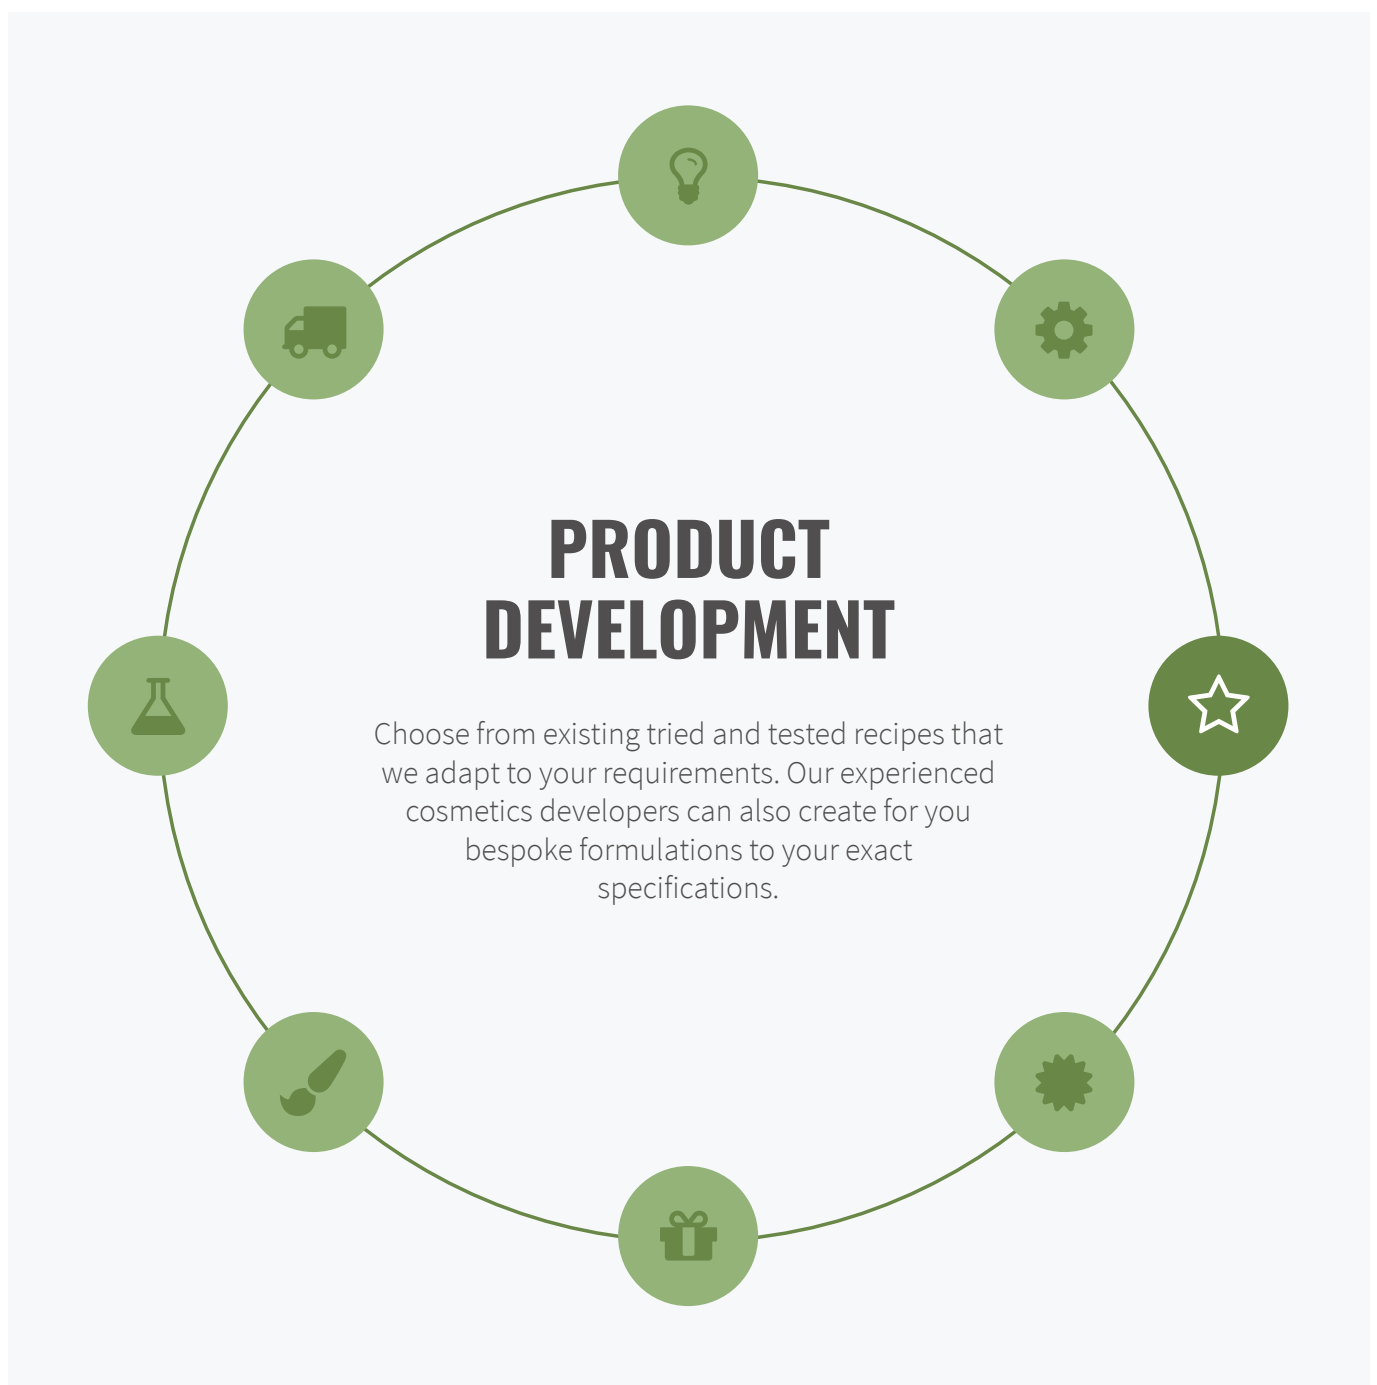 PRODUCT
DEVELOPMENT
Choose from existing tried and tested recipes that
we adapt to your requirements. Our experienced
cosmetics developers can also create for you
bespoke formulations to your exact
specifications.